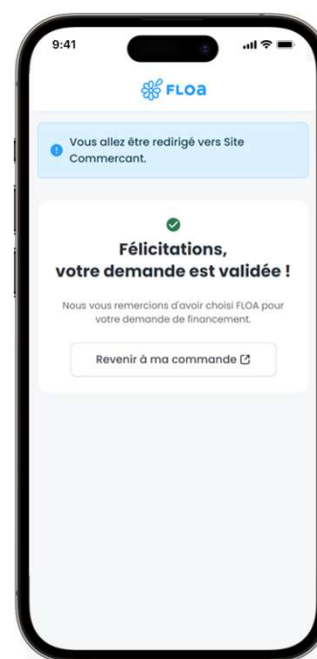 9:41
FLOa
Vous allez être redirigé vers Site
Commercant.
Félicitations,
votre demande est validée !
Nous vous remercions d'avoir choisi FLOA pour
votre demande de financement.
Revenir à ma commande